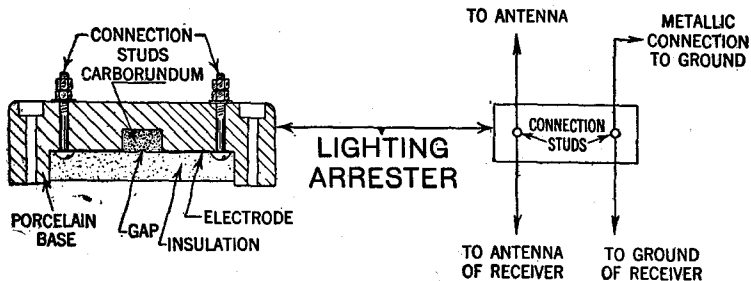 CONNECTION
STUDS
CARBORUNDUM
PORCELAIN
BASE
GAP
INSULATION
ELECTRODE
LIGHTING
ARRESTER
TO ANTENNA
METALLIC
CONNECTION
TO GROUND
CONNECTION
STUDS
TO ANTENNA
OF RECEIVER
TO GROUND
OF RECEIVER